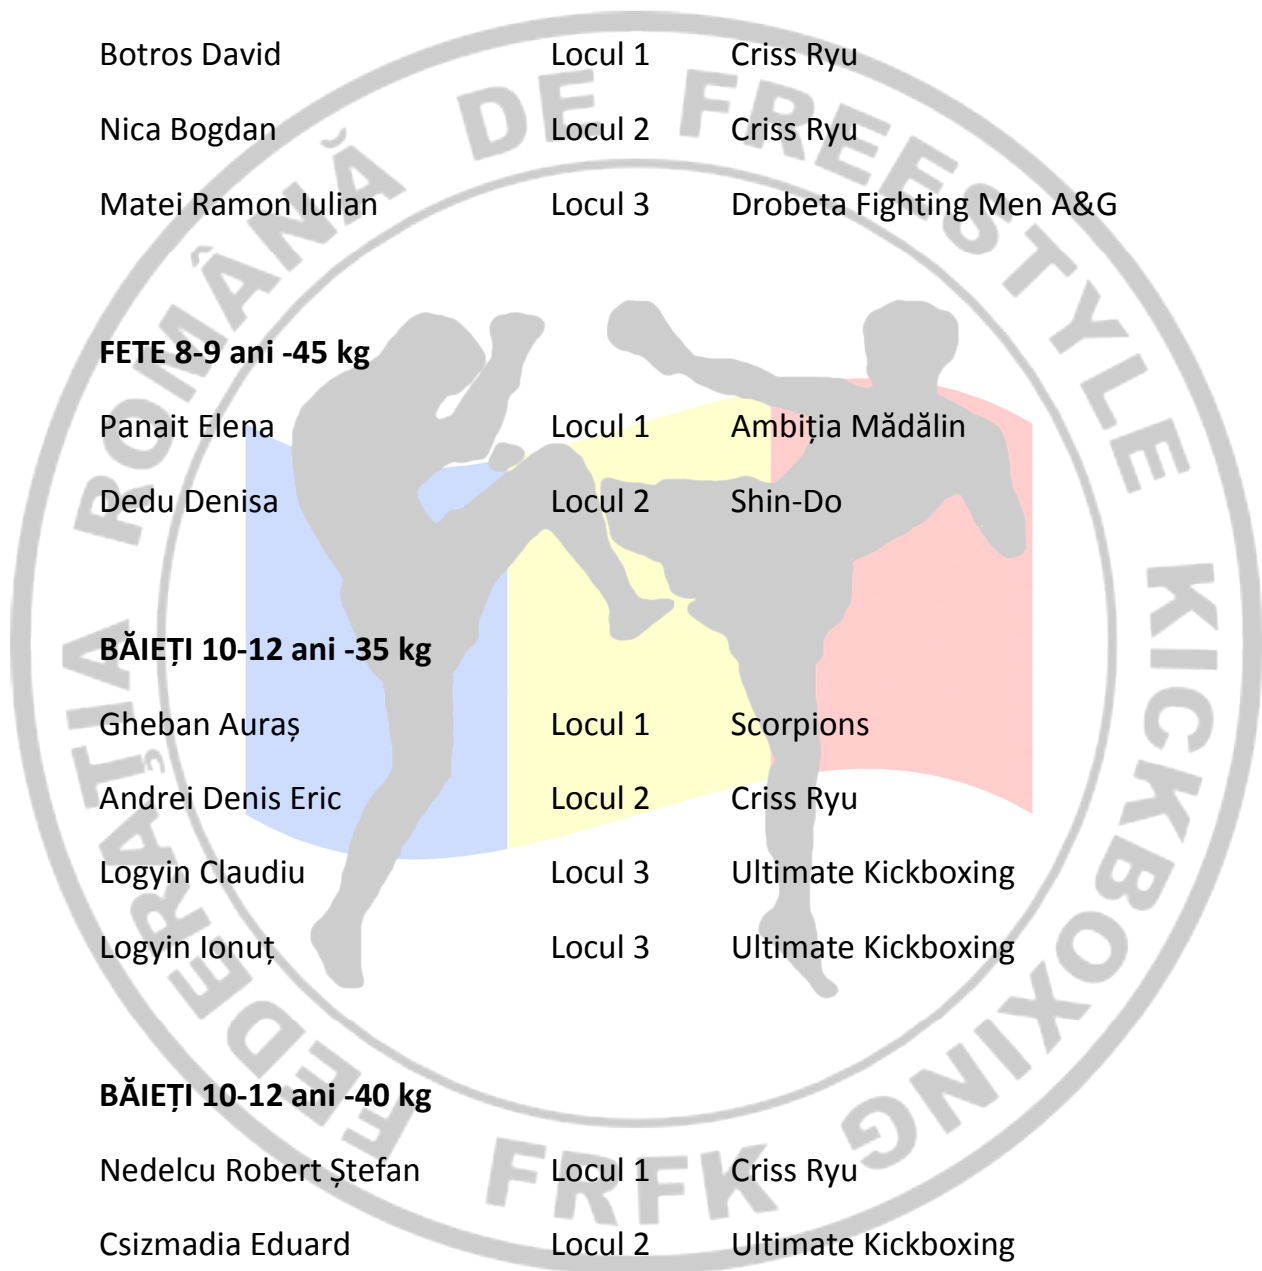 Botros David Locul 1 Criss Ryu
Nica Bogdan Locul 2 Criss Ryu
Matei Ramon Iulian Locul 3 Drobeta Fighting Men A&G
FETE 8-9 ani -45 kg
Panait Elena Locul 1 Ambiția Mădălin
Dedu Denisa Locul 2 Shin-Do
BĂIEȚI 10-12 ani -35 kg
Gheban Auraș Locul 1 Scorpions
Andrei Denis Eric Locul 2 Criss Ryu
Logyin Claudiu Locul 3 Ultimate Kickboxing
Logyin Ionuț Locul 3 Ultimate Kickboxing
BĂIEȚI 10-12 ani -40 kg
Nedelcu Robert Ștefan Locul 1 Criss Ryu
Csizmadia Eduard Locul 2 Ultimate Kickboxing
FEDERAȚIA ROMÂNĂ DE FREESTYLE KICKBOXING
FRFK